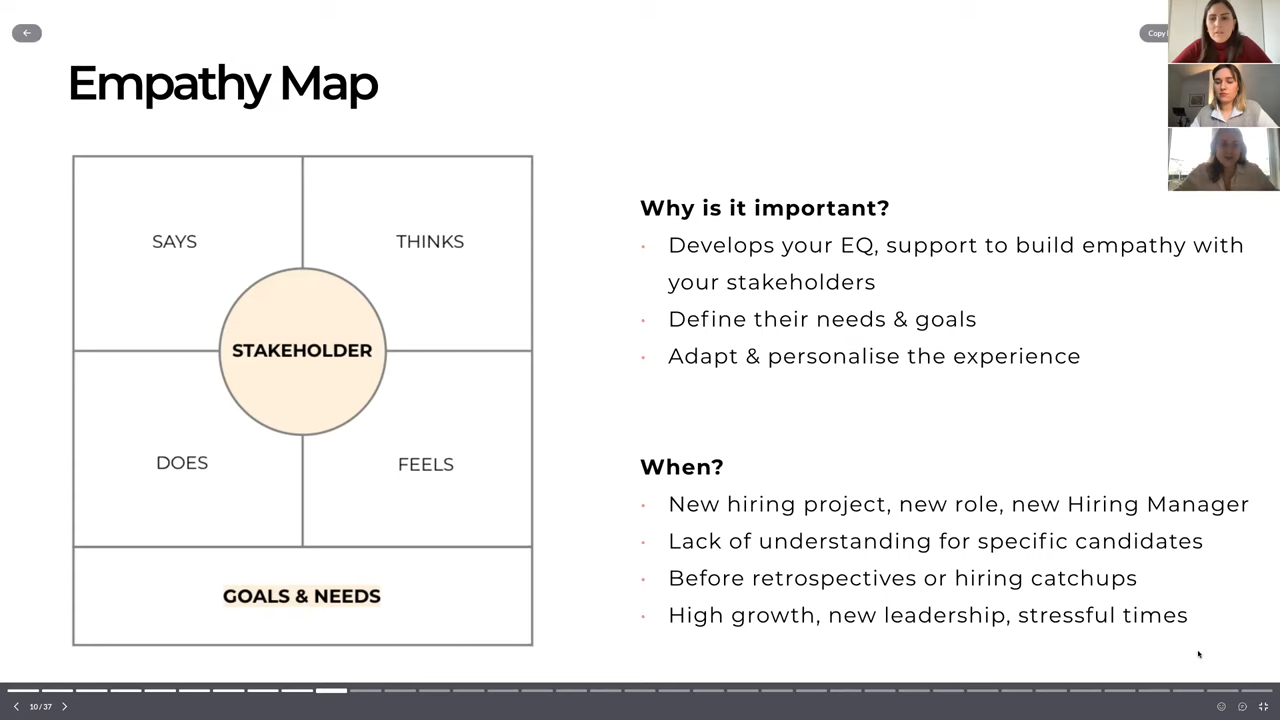 Copy
Empathy Map
SAYS
THINKS
STAKEHOLDER
DOES
FEELS
GOALS & NEEDS
Why is it important?
· Develops your EQ, support to build empathy with
your stakeholders
· Define their needs & goals
· Adapt & personalise the experience
When?
· New hiring project, new role, new Hiring Manager
· Lack of understanding for specific candidates
· Before retrospectives or hiring catchups
· High growth, new leadership, stressful times
10 / 37